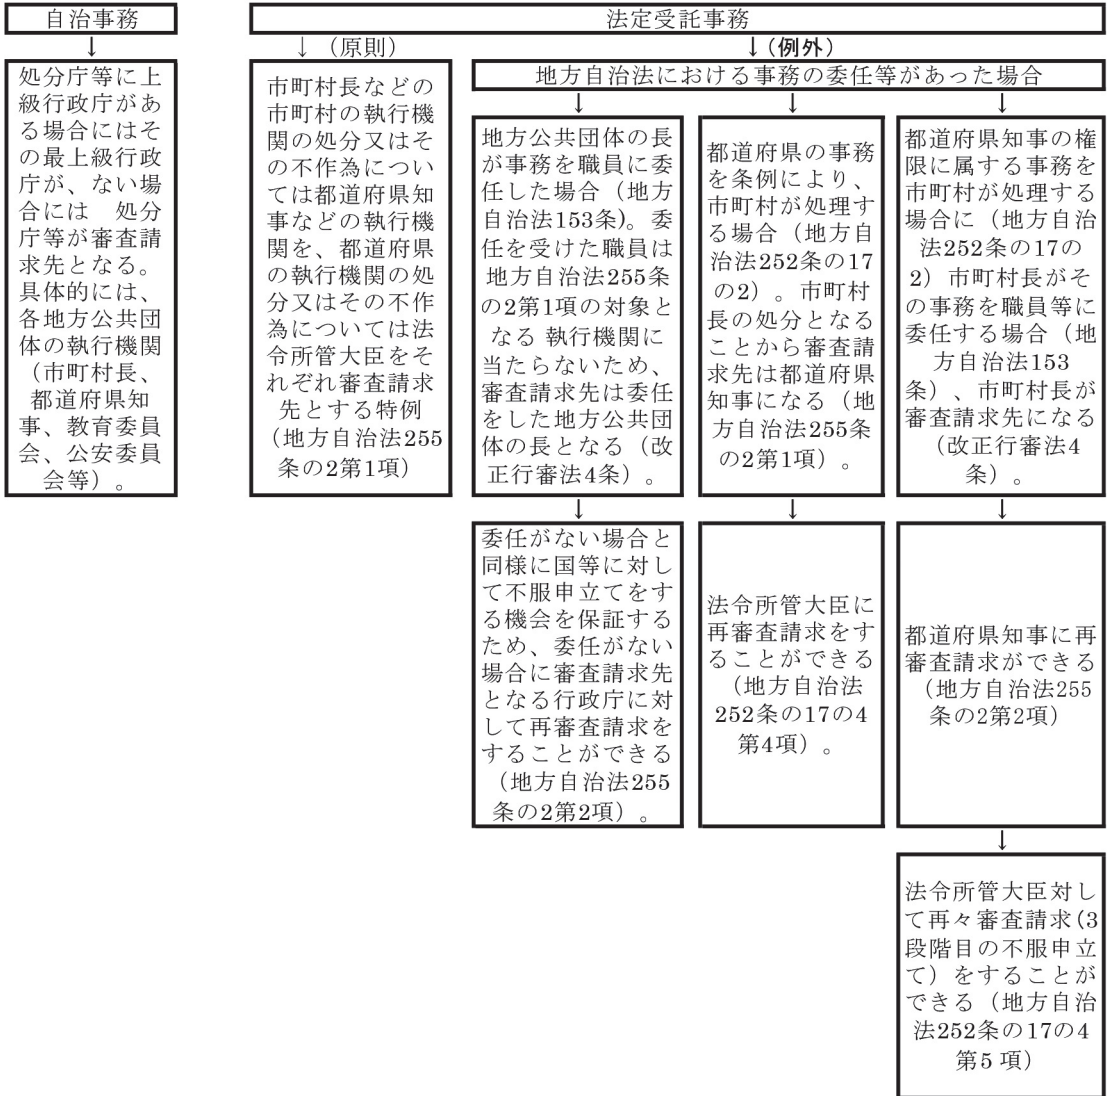 自治事務
↓
処分庁等に上
級行政庁があ
る場合にはそ
の最上級行政
庁が、ない場
合には 処分
庁等が審査請
求先となる。
具体的には、
各地方公共団
体の執行機関
（市町村長、
都道府県知
事、教育委員
会、公安委員
会等）。
法定受託事務
↓（原則）
市町村長などの
市町村の執行機
関の処分又はそ
の不作為につい
ては都道府県知
事などの執行機
関を、都道府県
の執行機関の処
分又はその不作
為については法
令所管大臣をそ
れぞれ審査請求
先とする特例
（地方自治法255
条の2第1項）
↓(例外)
地方自治法における事務の委任等があった場合
↓
地方公共団体の長
が事務を職員に委
任した場合（地方
自治法153条)。委
任を受けた職員は
地方自治法255条
の2第1項の対象と
なる 執行機関に
当たらないため、
審査請求先は委任
をした地方公共団
体の長となる（改
正行審法4条）。
↓
委任がない場合と
同様に国等に対し
て不服申立てをす
る機会を保証する
ため、委任がない
場合に審査請求先
となる行政庁に対
して再審査請求を
することができる
（地方自治法255
条の2第2項）。
↓
都道府県の事務
を条例により、
市町村が処理す
る場合（地方自
治法252条の17
の2）。市町村
長の処分となる
ことから審査請
求先は都道府県
知事になる（地
方自治法255条
の2第1項）。
↓
法令所管大臣に
再審査請求をす
ることができる
（地方自治法
252条の17の4
第4項）。
↓
都道府県知事の権
限に属する事務を
市町村が処理する
場合に（地方自治
法252条の17の
2）市町村長がそ
の事務を職員等に
委任する場合（地
方自治法153
条）、市町村長が
審査請求先になる
（改正行審法4
条）。
↓
都道府県知事に再
審査請求ができる
（地方自治法255
条の2第2項）
↓
法令所管大臣対し
て再々審査請求(3
段階目の不服申立
て）をすることが
できる（地方自治
法252条の17の4
第5 項）